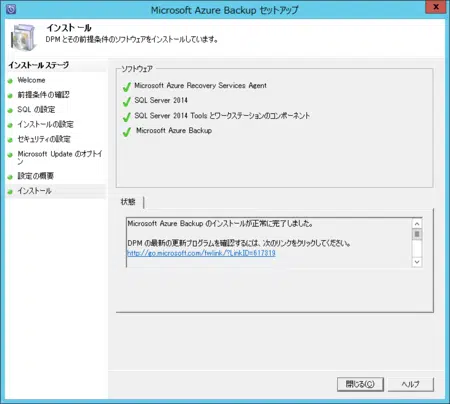 Microsoft Azure Backup セットアップ
インストール
DPM とその前提条件のソフトウェアをインストールしています。
インストール ステージ
Welcome
前提条件の確認
SQL の設定
インストールの設定
セキュリティの設定
Microsoft Update のオプトイン
設定の概要
インストール
ソフトウェア
Microsoft Azure Recovery Services Agent
SQL Server 2014
SQL Server 2014 Tools とワークステーションのコンポーネント
Microsoft Azure Backup
状態
Microsoft Azure Backup のインストールが正常に完了しました。
DPM の最新の更新プログラムを確認するには、次のリンクをクリックしてください。
http://go.microsoft.com/fwlink/?LinkID=617819
閉じる(C)
ヘルプ